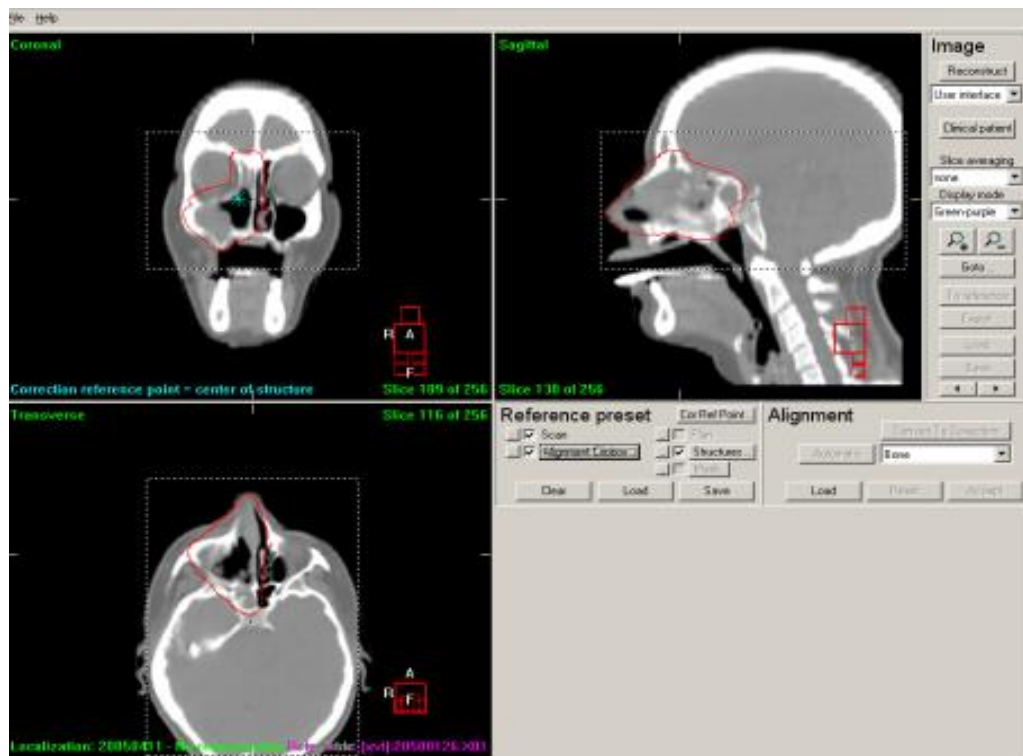 File Help
Coronal
Sagittal
Image
Reconstruct
User interface
Clinical patient
Slice averaging
none
Display mode
Green-purple
Goto...
R A
F
Correction reference point = center of structure
Slice 109 of 256
Slice 130 of 256
Transverse
Slice 116 of 256
Reference preset
Cor Ref Point...
Alignment
Scan
Alignment Clipbox...
Structures...
Automatic
Bone
Clear
Load
Save
Load
Reset
Accept
A
R F
Localization: 20050411